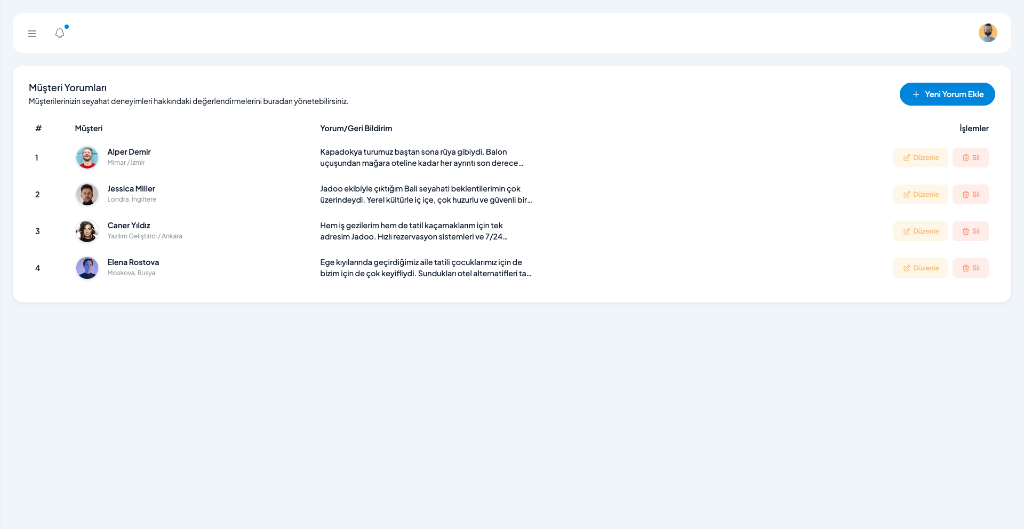 Müşteri Yorumları
Müşterilerinizin seyahat deneyimleri hakkındaki değerlendirmelerini buradan yönetebilirsiniz.
+ Yeni Yorum Ekle
# Müşteri Yorum/Geri Bildirim İşlemler
1 Alper Demir Kapadokya turumuz baştan sona rüya gibiydi. Balon
Mimar / İzmir uçuşundan mağara oteline kadar her ayrıntı son derece...
Düzenle Sil
2 Jessica Miller Jadoo ekibiyle çıktığım Bali seyahati beklentilerimin çok
Londra, İngiltere üzerindeydi. Yerel kültürle iç içe, çok huzurlu ve güvenli bir...
Düzenle Sil
3 Caner Yıldız Hem iş gezilerim hem de tatil kaçamaklarım için tek
Yazılım Geliştirici / Ankara adresim Jadoo. Hızlı rezervasyon sistemleri ve 7/24...
Düzenle Sil
4 Elena Rostova Ege kıyılarında geçirdiğimiz aile tatili çocuklarımız için de
Moskova, Rusya bizim için de çok keyifliydi. Sundukları otel alternatifleri ta...
Düzenle Sil